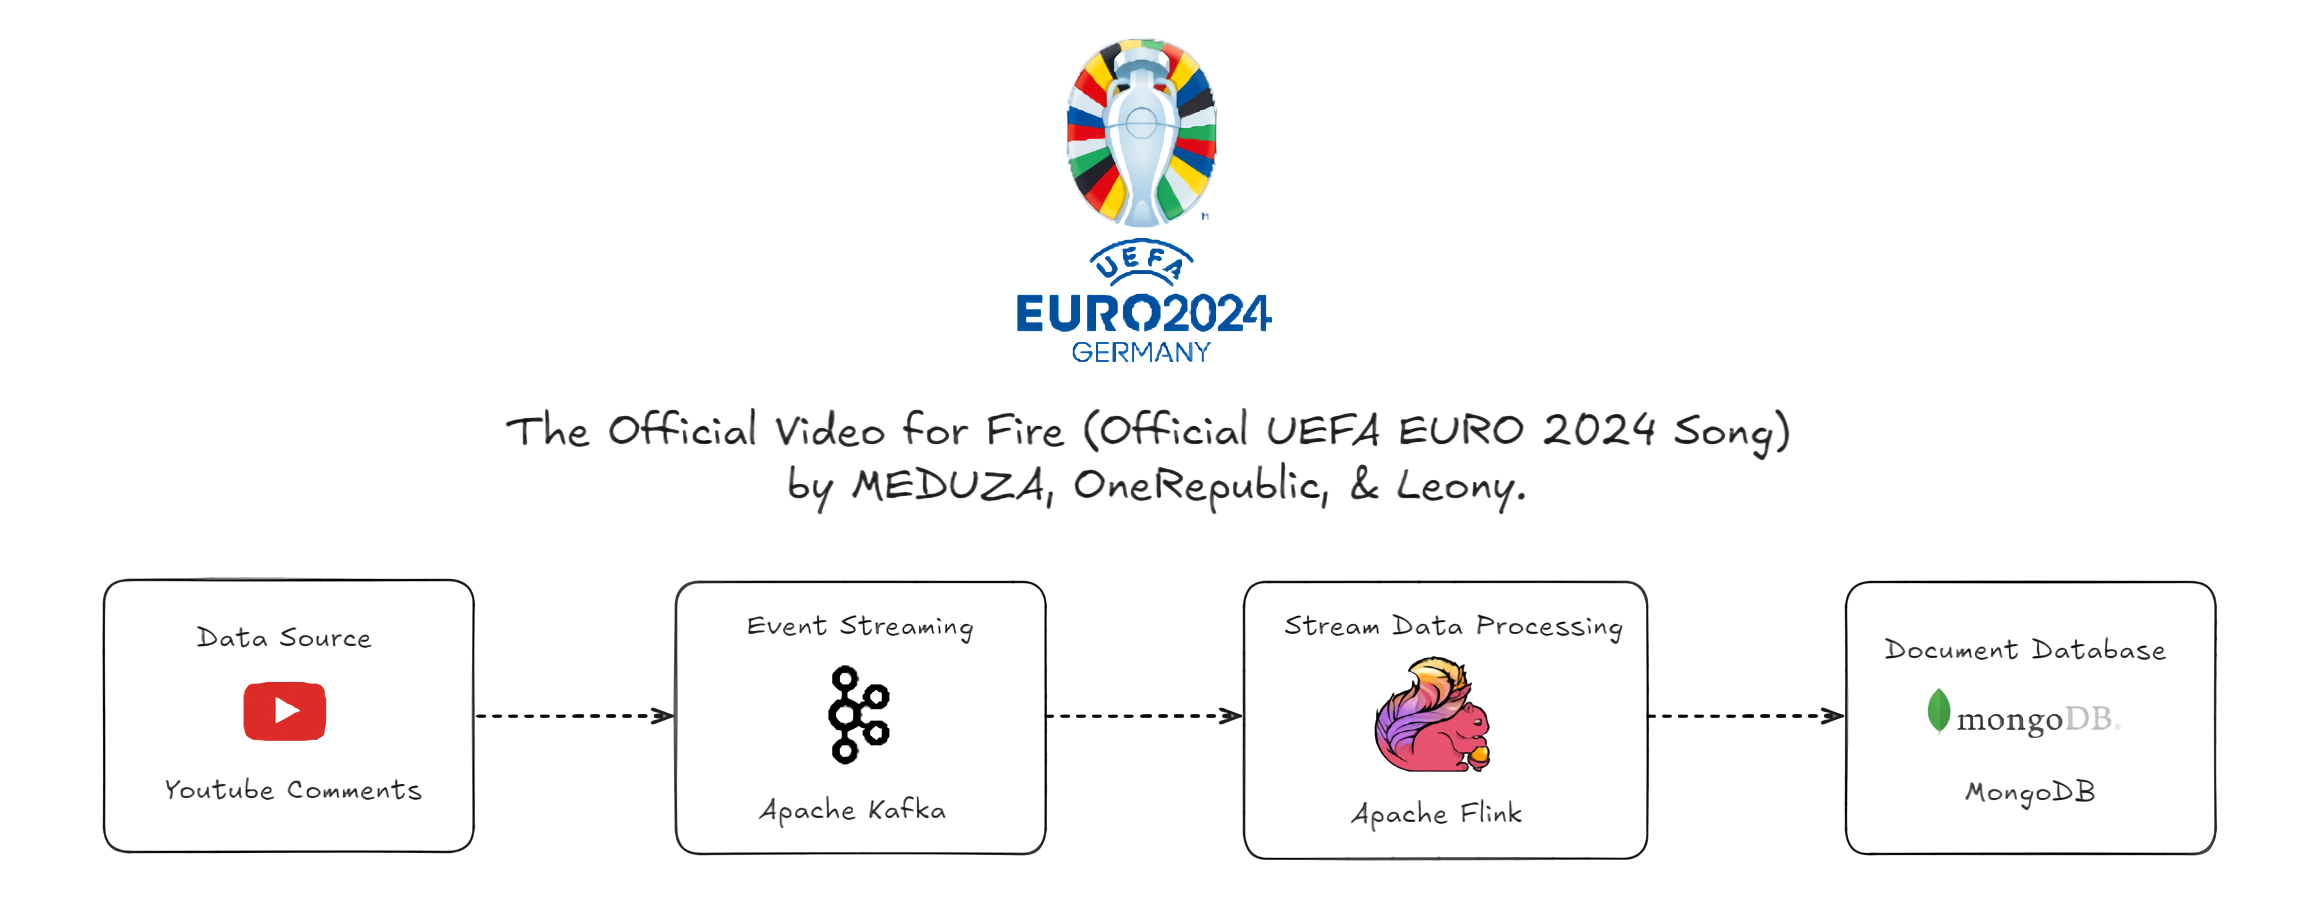 UEFA
EURO2024
GERMANY
The Official Video for Fire (Official UEFA EURO 2024 Song)
by MEDUZA, OneRepublic, & Leony.
Data Source
Youtube Comments
Event Streaming
Apache Kafka
Stream Data Processing
Apache Flink
Document Database
mongoDB.
MongoDB